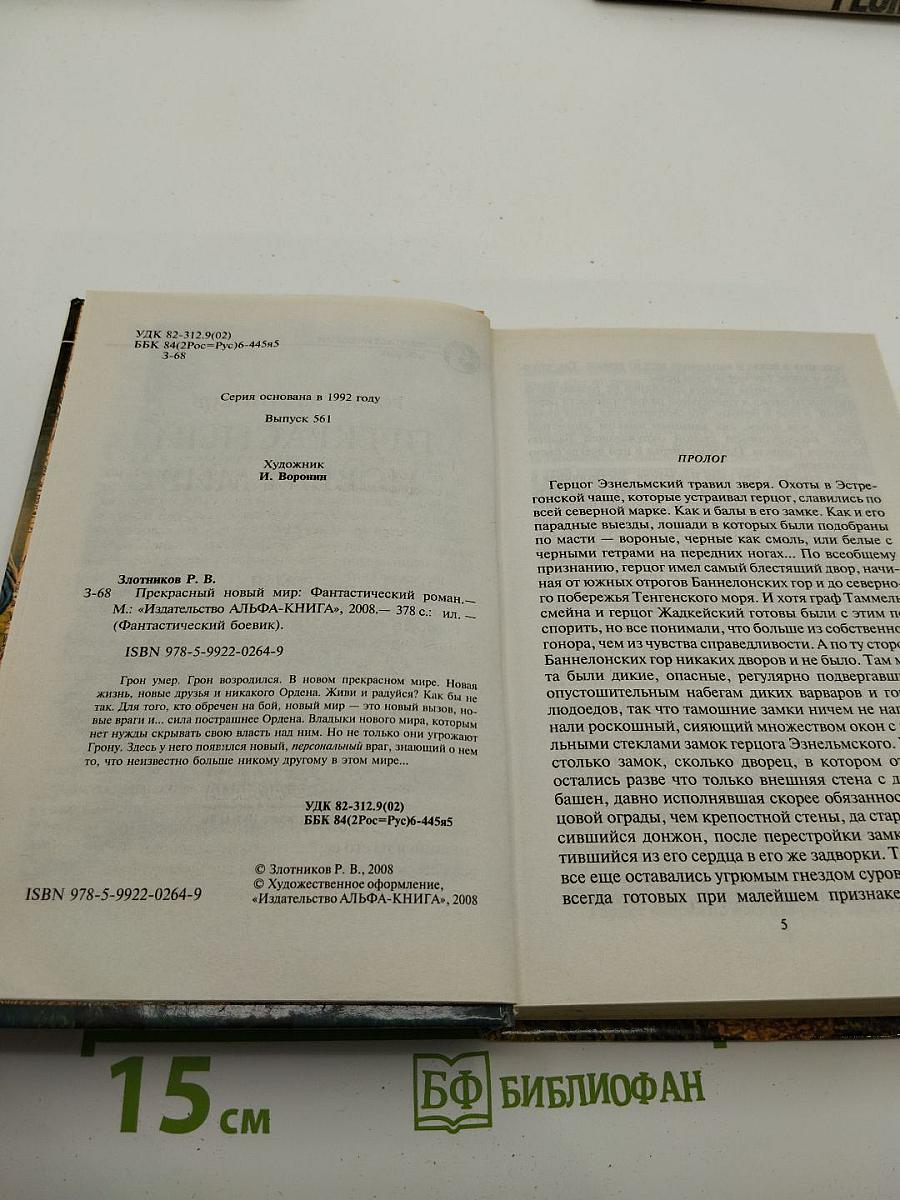 УДК 82-312.9(02)
ББК 84(2Рос=Рус)6-445я5
З-68
Серия основана в 1992 году
Выпуск 561
Художник
И. Воронин
Злотников Р. В.
З-68 Прекрасный новый мир: Фантастический роман.—
М.: «Издательство АЛЬФА-КНИГА», 2008.— 378 с.: ил. —
(Фантастический боевик).
ISBN 978-5-9922-0264-9
Грон умер. Грон возродился. В новом прекрасном мире. Новая
жизнь, новые друзья и никакого Ордена. Живи и радуйся? Как бы не
так. Для того, кто обречен на бой, новый мир — это новый вызов, но-
вые враги и... сила пострашнее Ордена. Владыки нового мира, которым
нет нужды скрывать свою власть над ним. Но не только они угрожают
Грону. Здесь у него появился новый, персональный враг, знающий о нем
то, что неизвестно больше никому другому в этом мире...
УДК 82-312.9(02)
ББК 84(2Рос=Рус)6-445я5
© Злотников Р. В., 2008
© Художественное оформление,
«Издательство АЛЬФА-КНИГА», 2008
ISBN 978-5-9922-0264-9
ПРОЛОГ
Герцог Эзнельмский травил зверя. Охоты в Эстре-
гонской чаще, которые устраивал герцог, славились по
всей северной марке. Как и балы в его замке. Как и его
парадные выезды, лошади в которых были подобраны
по масти — вороные, черные как смоль, или белые с
черными гетрами на передних ногах... По всеобщему
признанию, герцог имел самый блестящий двор, начи-
ная от южных отрогов Баннелонских гор и до северно-
го побережья Тенгенского моря. И хотя граф Таммель
смейна и герцог Жадкейский готовы были с этим по
спорить, но все понимали, что больше из собственно
гонора, чем из чувства справедливости. А по ту сторо
Баннелонских гор никаких дворов и не было. Там м
та были дикие, опасные, регулярно подвергавши
опустошительным набегам диких варваров и го
людоедов, так что тамошние замки ничем не нап
нали роскошный, сияющий множеством окон с
льными стеклами замок герцога Эзнельмского.
столько замок, сколько дворец, в котором от
остались разве что только внешняя стена с д
башен, давно исполнявшая скорее обязаннос
цовой ограды, чем крепостной стены, да стар
сившийся донжон, после перестройки замк
тившийся из его сердца в его же задворки. Т
все еще оставались угрюмым гнездом суров
всегда готовых при малейшем признаке
5
15 см
БФ БИБЛИОФАН